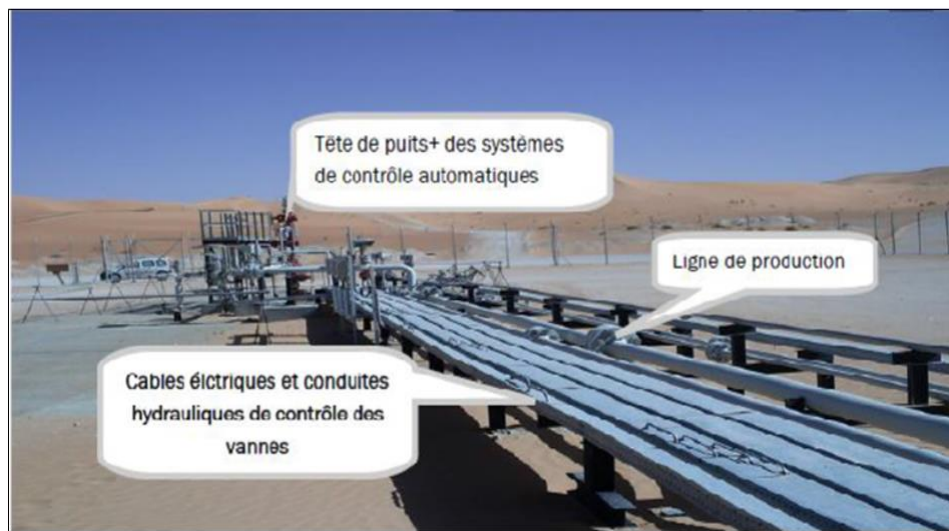 Tête de puits+ des systèmes
de contrôle automatiques
Ligne de production
Cables élctriques et conduites
hydrauliques de contrôle des
vannes